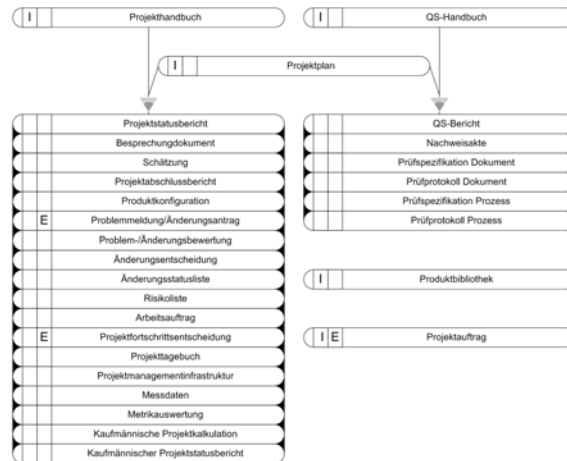 I Projekthandbuch
I QS-Handbuch
I Projektplan
Projektstatusbericht
Besprechungdokument
Schätzung
Projektabschlussbericht
Produktkonfiguration
E Problemmeldung/Änderungsantrag
Problem-/Änderungsbewertung
Änderungsentscheidung
Änderungsstatusliste
Risikoliste
Arbeitsauftrag
E Projektfortschrittsentscheidung
Projekttagebuch
Projektmanagementinfrastruktur
Messdaten
Metrikauswertung
Kaufmännische Projektkalkulation
Kaufmännischer Projektstatusbericht
QS-Bericht
Nachweisakte
Prüfspezifikation Dokument
Prüfprotokoll Dokument
Prüfspezifikation Prozess
Prüfprotokoll Prozess
I Produktbibliothek
I E Projektauftrag